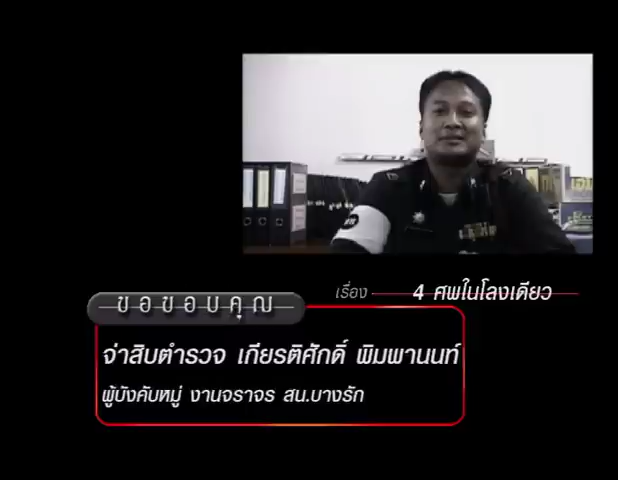 เรื่อง 4 ศพในโลงเดียว
ขอขอบคุณ
จ่าสิบตำรวจ เกียรติศักดิ์ พิมพานนท์
ผู้บังคับหมู่ งานจราจร สน.บางรัก